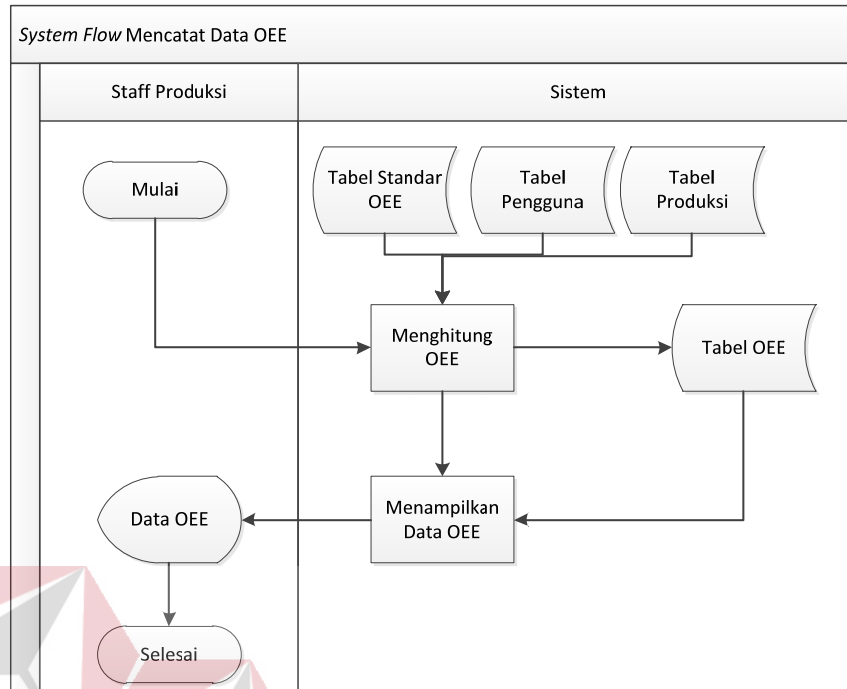 System Flow Mencatat Data OEE
Staff Produksi
Sistem
Mulai
Tabel Standar
OEE
Tabel
Pengguna
Tabel
Produksi
Menghitung
OEE
Tabel OEE
Data OEE
Menampilkan
Data OEE
Selesai